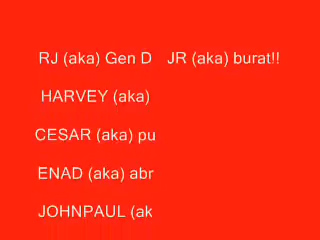 RJ (aka) Gen D JR (aka) burat!!
HARVEY (aka)
CESAR (aka) pu
ENAD (aka) abr
JOHNPAUL (ak